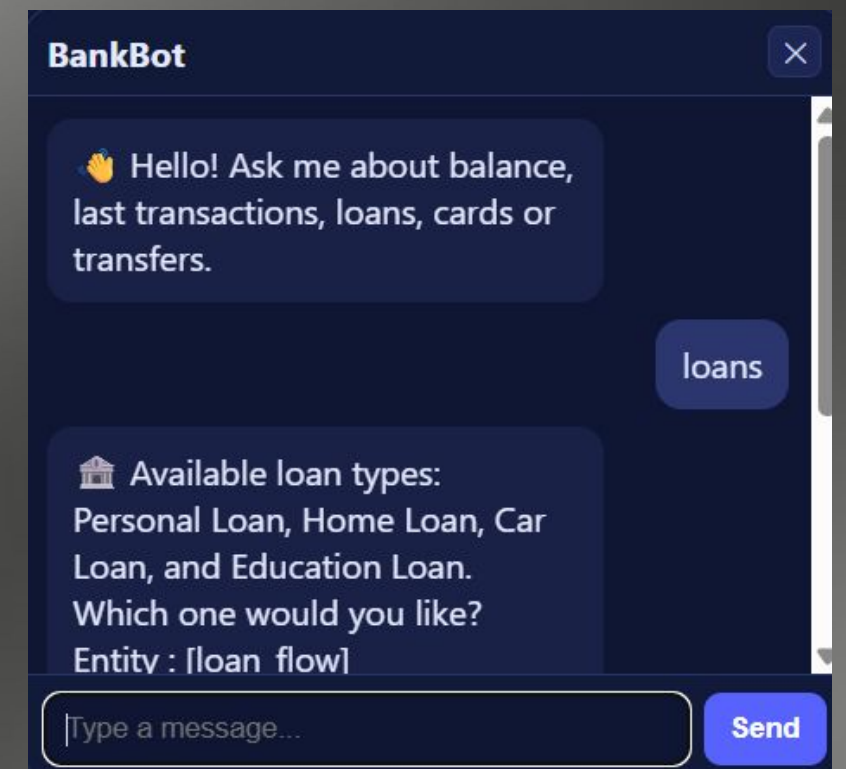 BankBot
👋 Hello! Ask me about balance,
last transactions, loans, cards or
transfers.
loans
🏛️ Available loan types:
Personal Loan, Home Loan, Car
Loan, and Education Loan.
Which one would you like?
Entity : [loan_flow]
Type a message...
Send